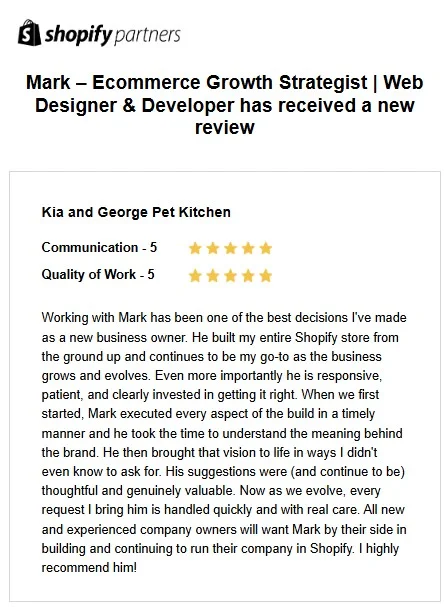 shopify partners
Mark – Ecommerce Growth Strategist | Web
Designer & Developer has received a new
review
Kia and George Pet Kitchen
Communication - 5
Quality of Work - 5
Working with Mark has been one of the best decisions I've made
as a new business owner. He built my entire Shopify store from
the ground up and continues to be my go-to as the business
grows and evolves. Even more importantly he is responsive,
patient, and clearly invested in getting it right. When we first
started, Mark executed every aspect of the build in a timely
manner and he took the time to understand the meaning behind
the brand. He then brought that vision to life in ways I didn't
even know to ask for. His suggestions were (and continue to be)
thoughtful and genuinely valuable. Now as we evolve, every
request I bring him is handled quickly and with real care. All new
and experienced company owners will want Mark by their side in
building and continuing to run their company in Shopify. I highly
recommend him!